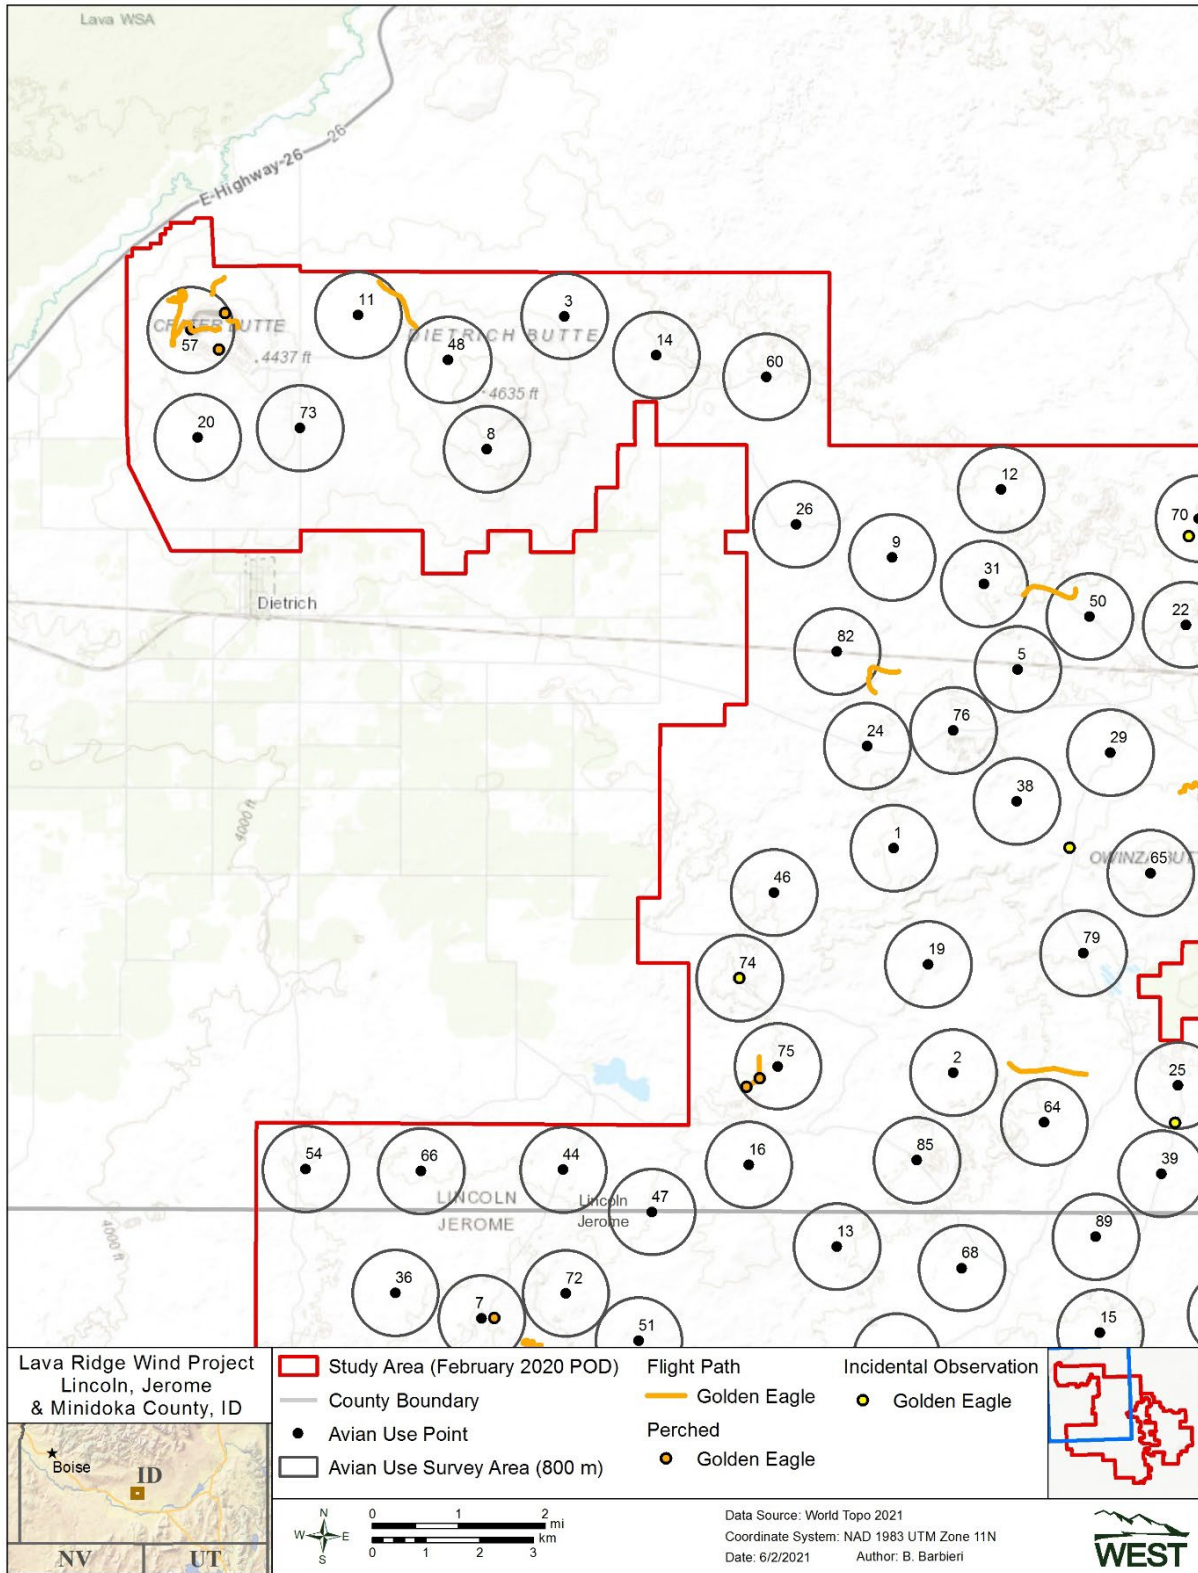 Lava WSA
E-Highway-26
26
11
3
CRATER BUTTE
57
DIETRICH BUTTE
14
48
4437 ft
60
4635 ft
20
73
8
12
26
70
9
31
50
22
Dietrich
82
5
76
24
29
38
4000 ft
1
65
46
19
79
74
75
2
25
64
16
85
39
54
66
44
47
LINCOLN
JEROME
Lincoln
Jerome
4000 ft
13
89
68
36
7
72
51
15
Lava Ridge Wind Project
Lincoln, Jerome
& Minidoka County, ID
Boise
ID
NV
UT
Study Area (February 2020 POD)
County Boundary
Avian Use Point
Avian Use Survey Area (800 m)
Flight Path
Golden Eagle
Perched
Golden Eagle
Incidental Observation
Golden Eagle
N
W E
S
0 1 2
mi
km
0 1 2 3
Data Source: World Topo 2021
Coordinate System: NAD 1983 UTM Zone 11N
Date: 6/2/2021 Author: B. Barbieri
WEST